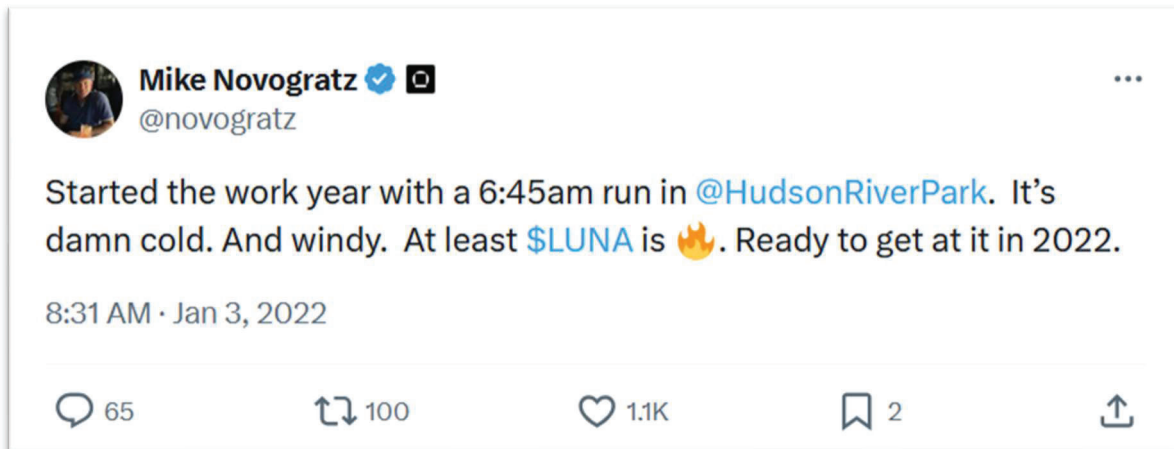 Mike Novogratz
@novogratz
Started the work year with a 6:45am run in @HudsonRiverPark.  It’s
damn cold. And windy.  At least $LUNA is 🔥. Ready to get at it in 2022.
8:31 AM · Jan 3, 2022
65 100 1.1K 2